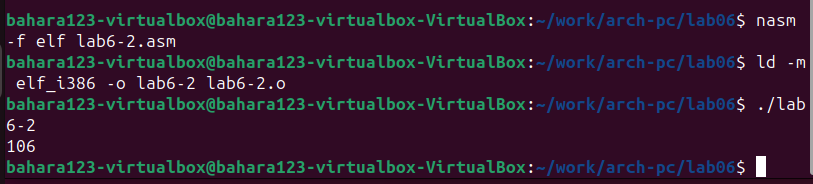 bahara123-virtualbox@bahara123-virtualbox-VirtualBox:~/work/arch-pc/lab06$ nasm
-f elf lab6-2.asm
bahara123-virtualbox@bahara123-virtualbox-VirtualBox:~/work/arch-pc/lab06$ ld -m
 elf_i386 -o lab6-2 lab6-2.o
bahara123-virtualbox@bahara123-virtualbox-VirtualBox:~/work/arch-pc/lab06$ ./lab
6-2
106
bahara123-virtualbox@bahara123-virtualbox-VirtualBox:~/work/arch-pc/lab06$